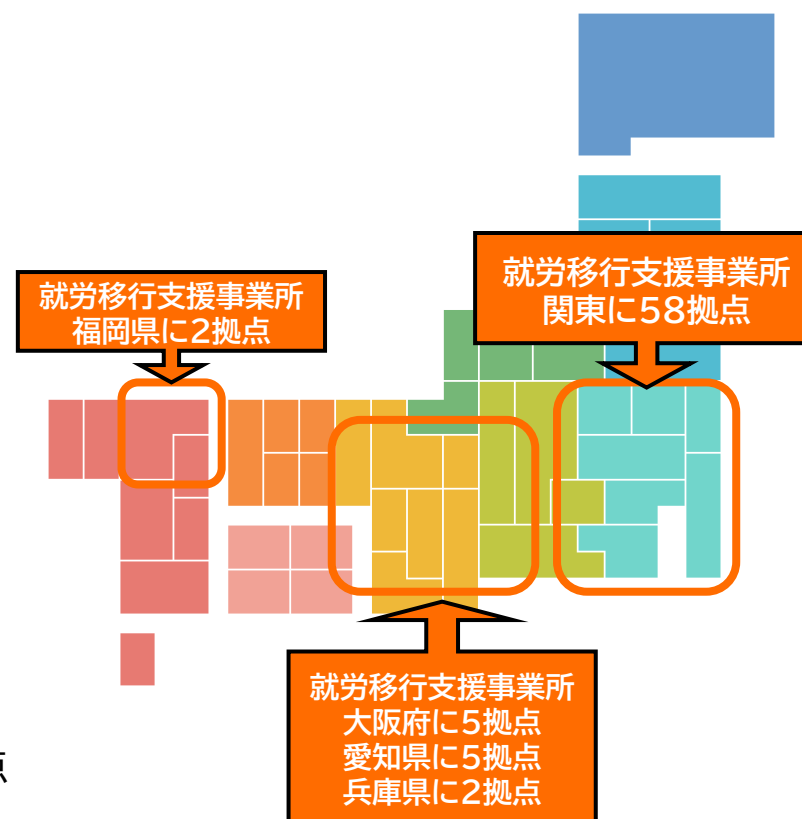 就労移行支援事業所
関東に58拠点
就労移行支援事業所
福岡県に2拠点
就労移行支援事業所
大阪府に5拠点
愛知県に5拠点
兵庫県に2拠点
点